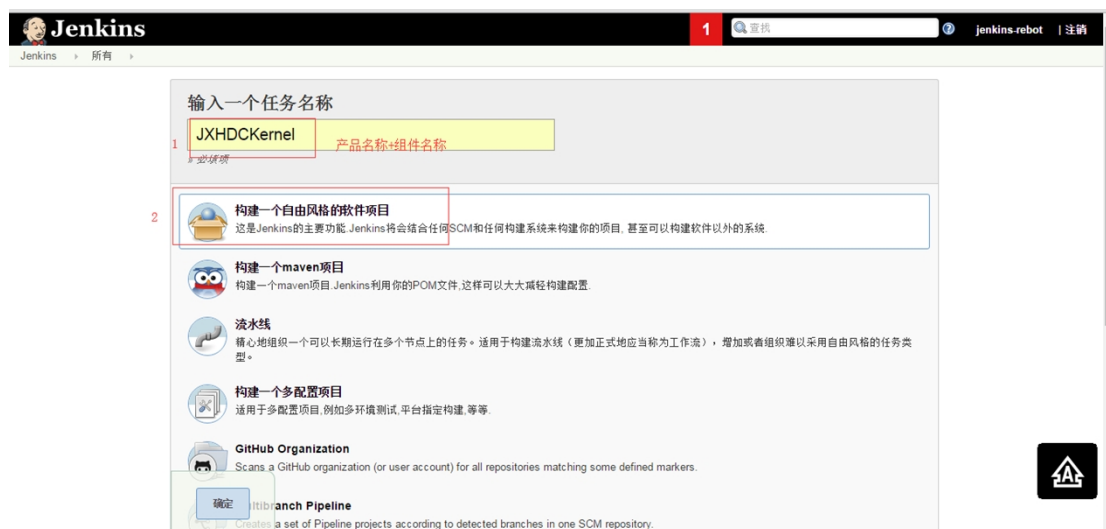 Jenkins
1
查找
jenkins-rebot
| 注销
Jenkins
所有
输入一个任务名称
JXHDCKernel
1
产品名称+组件名称
» 必填项
2
构建一个自由风格的软件项目
这是Jenkins的主要功能.Jenkins将会结合任何SCM和任何构建系统来构建你的项目, 甚至可以构建软件以外的系统.
构建一个maven项目
构建一个maven项目.Jenkins利用你的POM文件,这样可以大大减轻构建配置.
流水线
精心地组织一个可以长期运行在多个节点上的任务。适用于构建流水线（更加正式地应当称为工作流），增加或者组织难以采用自由风格的任务类
型。
构建一个多配置项目
适用于多配置项目,例如多环境测试,平台指定构建,等等.
GitHub Organization
Scans a GitHub organization (or user account) for all repositories matching some defined markers.
确定
Multibranch Pipeline
Creates a set of Pipeline projects according to detected branches in one SCM repository.